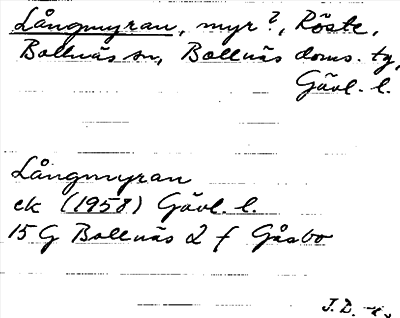 Långmyran, myr?, Röste,
Bollnäs sn, Bollnäs doms. tg,
Gävl. l.
Långmyran
ek (1958) Gävl. l.
15 G Bollnäs 2 f Gåsbo
J.D.